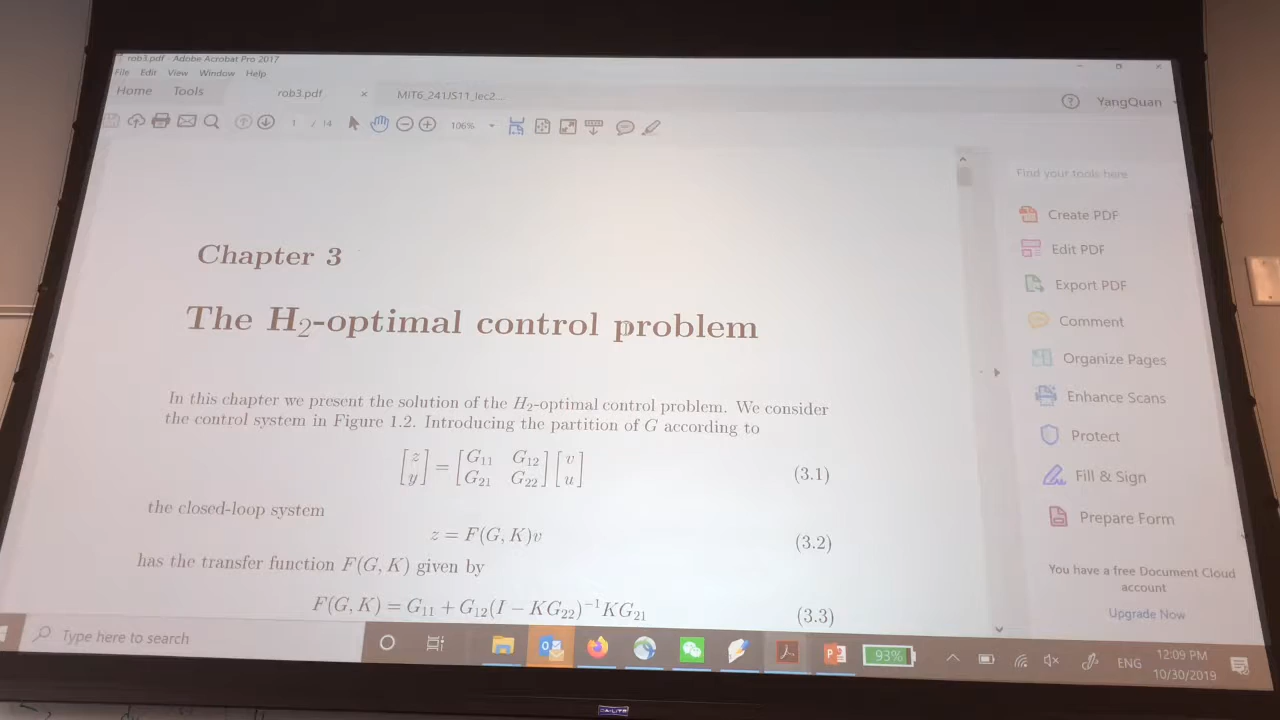 rob3.pdf - Adobe Acrobat Pro 2017
File Edit View Window Help
Home Tools rob3.pdf × MIT6_241JS11_lec2...
? YangQuan
1 / 14 106%
Find your tools here
Create PDF
Edit PDF
Export PDF
Comment
Organize Pages
Enhance Scans
Protect
Fill & Sign
Prepare Form
You have a free Document Cloud
account
Upgrade Now
Chapter 3
The H₂-optimal control problem
In this chapter we present the solution of the H₂-optimal control problem. We consider
the control system in Figure 1.2. Introducing the partition of G according to
[z y] = [G₁₁ G₁₂ G₂₁ G₂₂] [v u] (3.1)
the closed-loop system
z = F(G, K)v (3.2)
has the transfer function F(G, K) given by
F(G, K) = G₁₁ + G₁₂(I − KG₂₂)⁻¹KG₂₁ (3.3)
Type here to search
93%
ENG
12:09 PM
10/30/2019